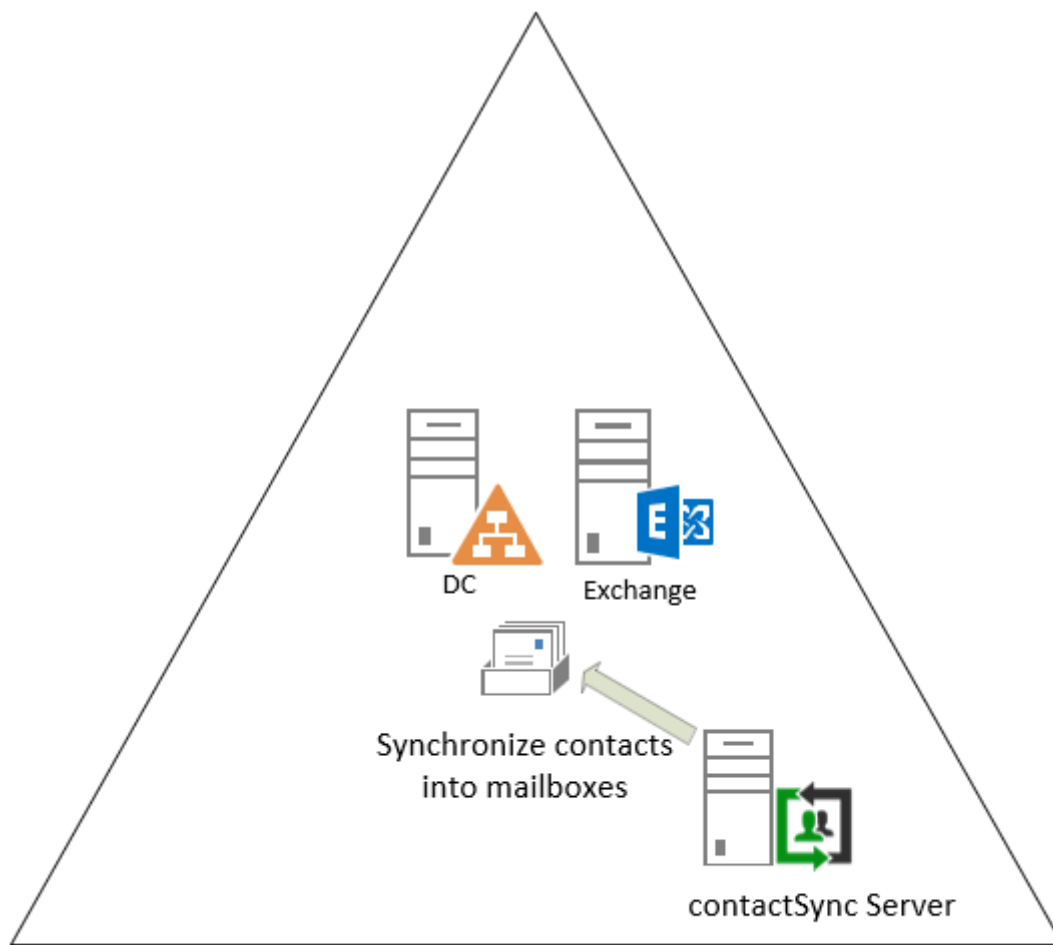 DC
Exchange
E
Synchronize contacts
into mailboxes
contactSync Server